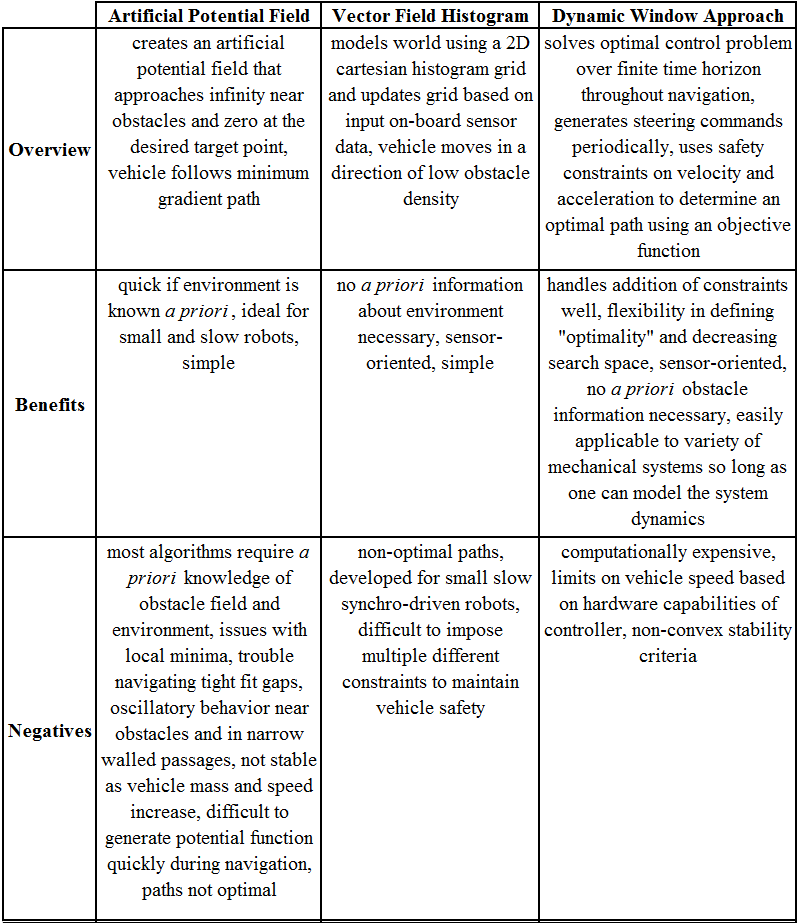 Artificial Potential Field
Vector Field Histogram
Dynamic Window Approach
Overview
creates an artificial
potential field that
approaches infinity near
obstacles and zero at the
desired target point,
vehicle follows minimum
gradient path
models world using a 2D
cartesian histogram grid
and updates grid based on
input on-board sensor
data, vehicle moves in a
direction of low obstacle
density
solves optimal control problem
over finite time horizon
throughout navigation,
generates steering commands
periodically, uses safety
constraints on velocity and
acceleration to determine an
optimal path using an objective
function
Benefits
quick if environment is
known a priori, ideal for
small and slow robots,
simple
no a priori information
about environment
necessary, sensor-
oriented, simple
handles addition of constraints
well, flexibility in defining
"optimality" and decreasing
search space, sensor-oriented,
no a priori obstacle
information necessary, easily
applicable to variety of
mechanical systems so long as
one can model the system
dynamics
Negatives
most algorithms require a
priori knowledge of
obstacle field and
environment, issues with
local minima, trouble
navigating tight fit gaps,
oscillatory behavior near
obstacles and in narrow
walled passages, not stable
as vehicle mass and speed
increase, difficult to
generate potential function
quickly during navigation,
paths not optimal
non-optimal paths,
developed for small slow
synchro-driven robots,
difficult to impose
multiple different
constraints to maintain
vehicle safety
computationally expensive,
limits on vehicle speed based
on hardware capabilities of
controller, non-convex stability
criteria